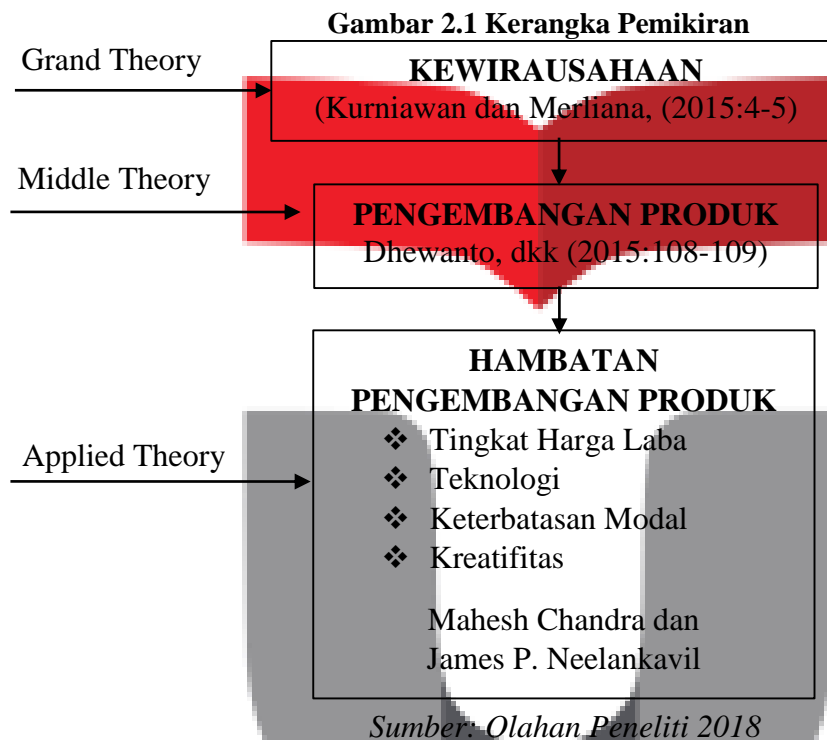 Gambar 2.1 Kerangka Pemikiran
Grand Theory
KEWIRAUSAHAAN
(Kurniawan dan Merliana, (2015:4-5)
Middle Theory
PENGEMBANGAN PRODUK
Dhewanto, dkk (2015:108-109)
HAMBATAN
PENGEMBANGAN PRODUK
Applied Theory
❖ Tingkat Harga Laba
❖ Teknologi
❖ Keterbatasan Modal
❖ Kreatifitas
Mahesh Chandra dan
James P. Neelankavil
Sumber: Olahan Peneliti 2018